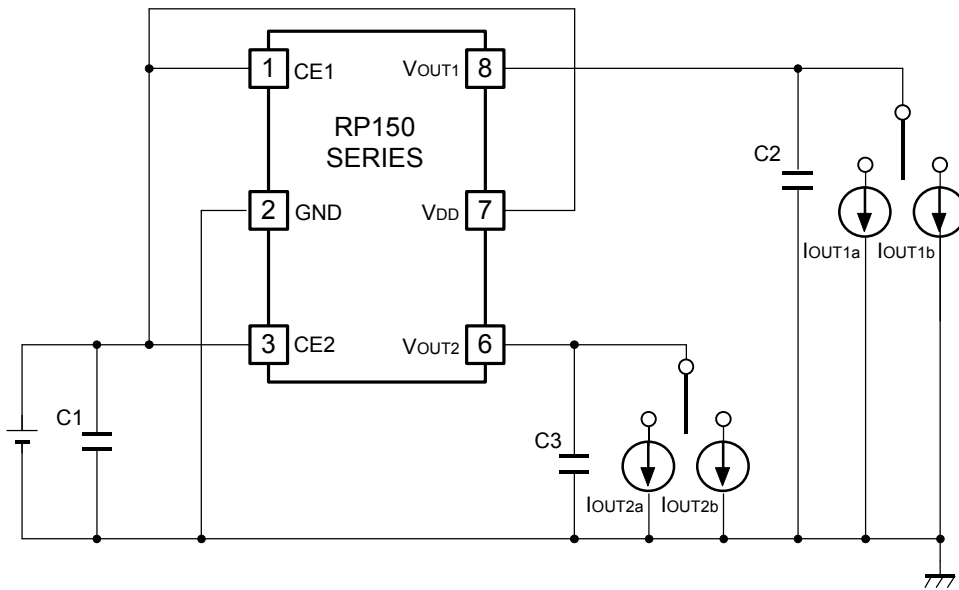 1 CE1 VOUT1 8
RP150
SERIES
2 GND VDD 7
3 CE2 VOUT2 6
C1
C2
C3
IOUT1a IOUT1b
IOUT2a IOUT2b